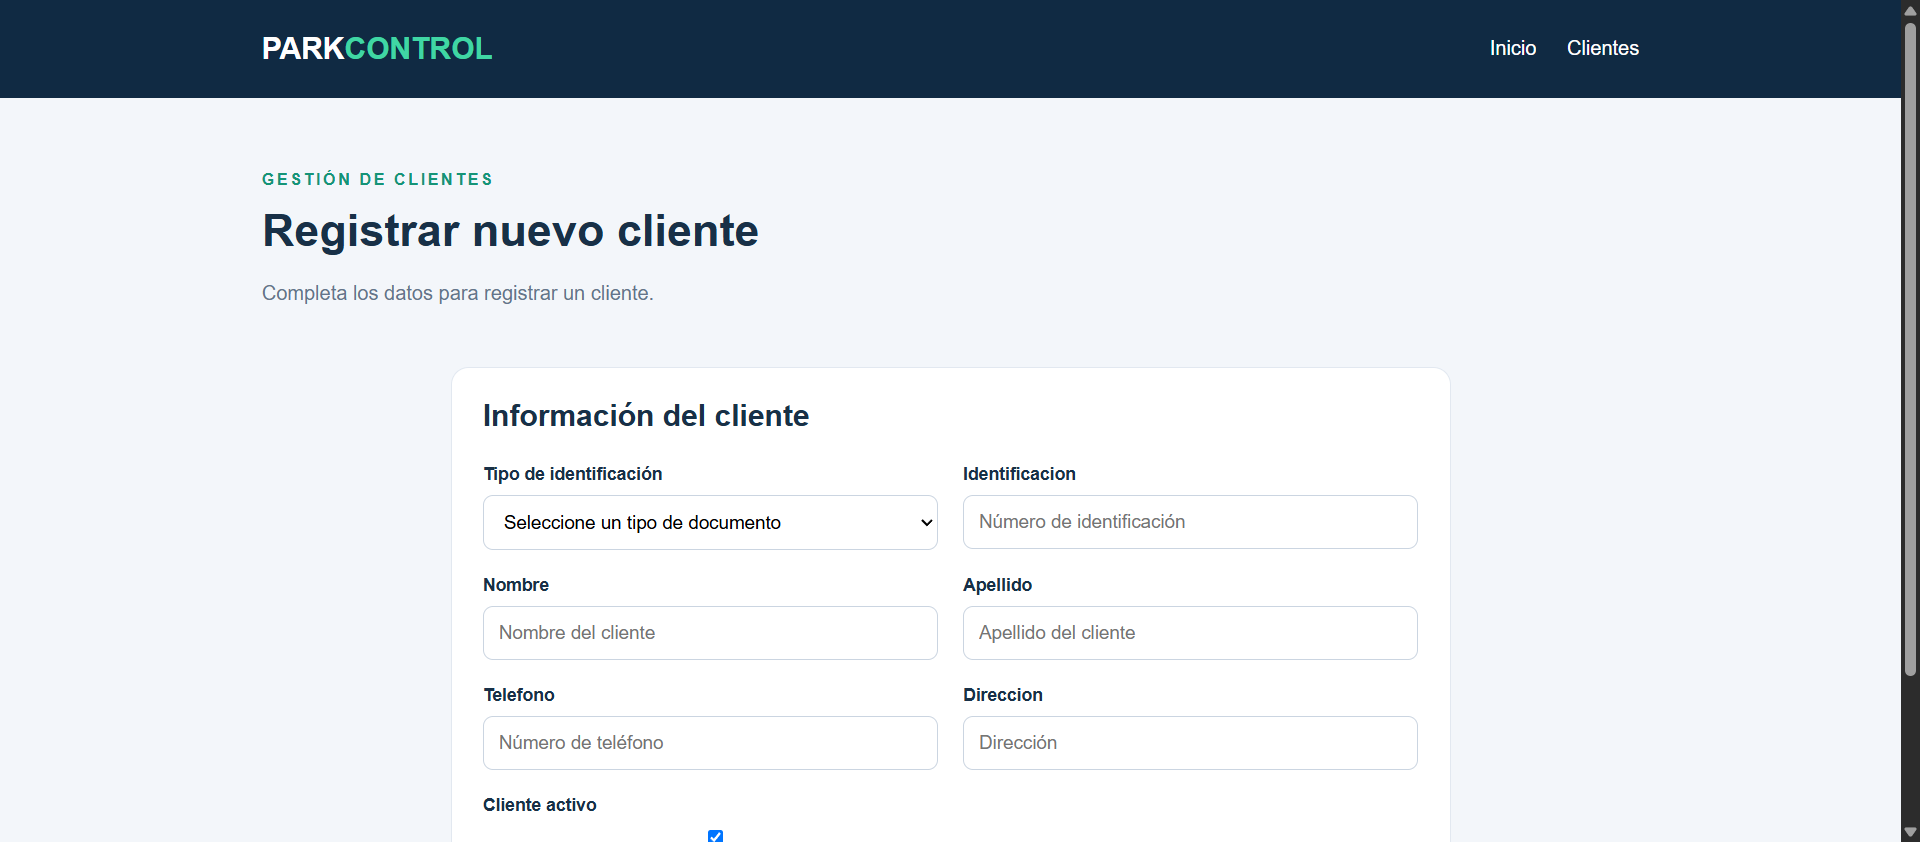 PARKCONTROL
Inicio Clientes
GESTIÓN DE CLIENTES
Registrar nuevo cliente
Completa los datos para registrar un cliente.
Información del cliente
Tipo de identificación Identificacion
Seleccione un tipo de documento Número de identificación
Nombre Apellido
Nombre del cliente Apellido del cliente
Telefono Direccion
Número de teléfono Dirección
Cliente activo